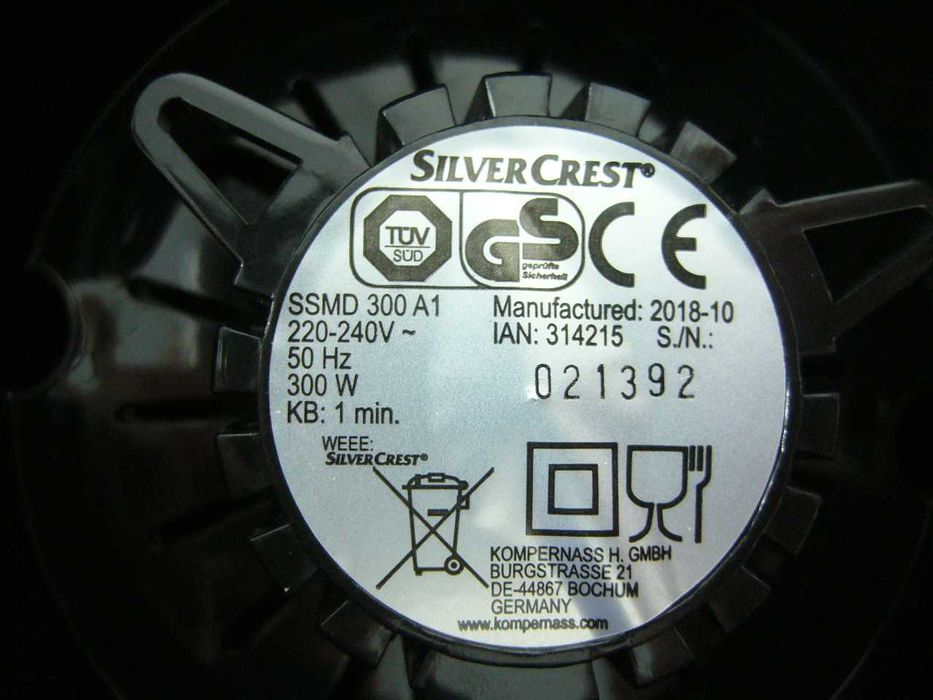 SILVERCREST®
TÜV
SÜD
GS
geprüfte
Sicherheit
CE
SSMD 300 A1
220-240V ~
50 Hz
300 W
KB: 1 min.
Manufactured: 2018-10
IAN: 314215 S./N.:
021392
WEEE:
SILVERCREST®
KOMPERNASS H. GMBH
BURGSTRASSE 21
DE-44867 BOCHUM
GERMANY
www.kompernass.com